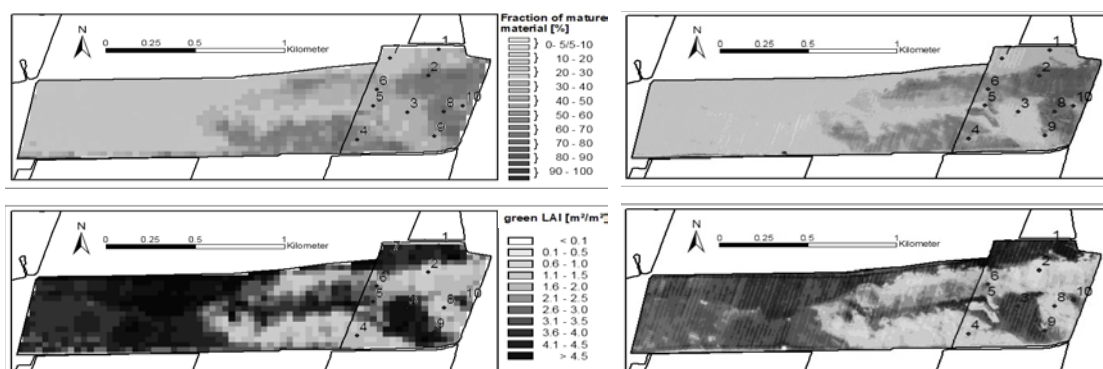 N
0 0.25 0.5 1
Kilometer
1
2
3
4
5
6
7
8
9
10
Fraction of mature
material [%]
} 0- 5/5-10
} 10 - 20
} 20 - 30
} 30 - 40
} 40 - 50
} 50 - 60
} 60 - 70
} 70 - 80
} 80 - 90
} 90 - 100
N
0 0.25 0.5 1
Kilometer
1
2
3
4
5
6
7
8
9
10
N
0 0.25 0.5 1
Kilometer
1
2
4
5
6
7
8
9
10
green LAI [m²/m²]
< 0.1
0.1 - 0.5
0.6 - 1.0
1.1 - 1.5
1.6 - 2.0
2.1 - 2.5
2.6 - 3.0
3.1 - 3.5
3.6 - 4.0
4.1 - 4.5
> 4.5
N
0 0.25 0.5 1
Kilometer
1
2
4
5
6
8
9
10